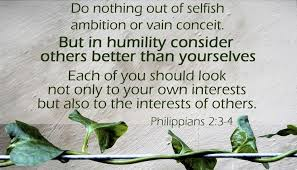 Do nothing out of selfish
ambition or vain conceit.
But in humility consider
others better than yourselves
Each of you should look
not only to your own interests
but also to the interests of others.
Philippians 2:3-4